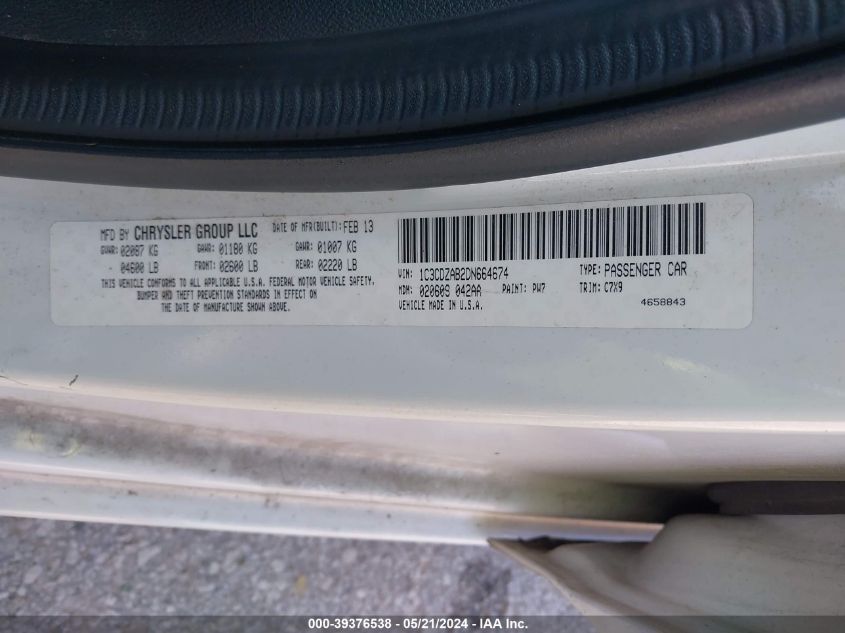 MFD BY CHRYSLER GROUP LLC DATE OF MFR(BUILT): FEB 13
GVWR: 02087 KG GAWR: 01180 KG GAWR: 01007 KG
- 04600 LB FRONT: 02600 LB REAR: 02220 LB
THIS VEHICLE CONFORMS TO ALL APPLICABLE U.S.A. FEDERAL MOTOR VEHICLE SAFETY,
BUMPER AND THEFT PREVENTION STANDARDS IN EFFECT ON
THE DATE OF MANUFACTURE SHOWN ABOVE.
VIN: 1C3CDZAB2DN664674 TYPE: PASSENGER CAR
MDH: 020609 042AA PAINT: PW7 TRIM: C7X9
VEHICLE MADE IN U.S.A. 4658843
000-39376538 - 05/21/2024 - IAAI.COM